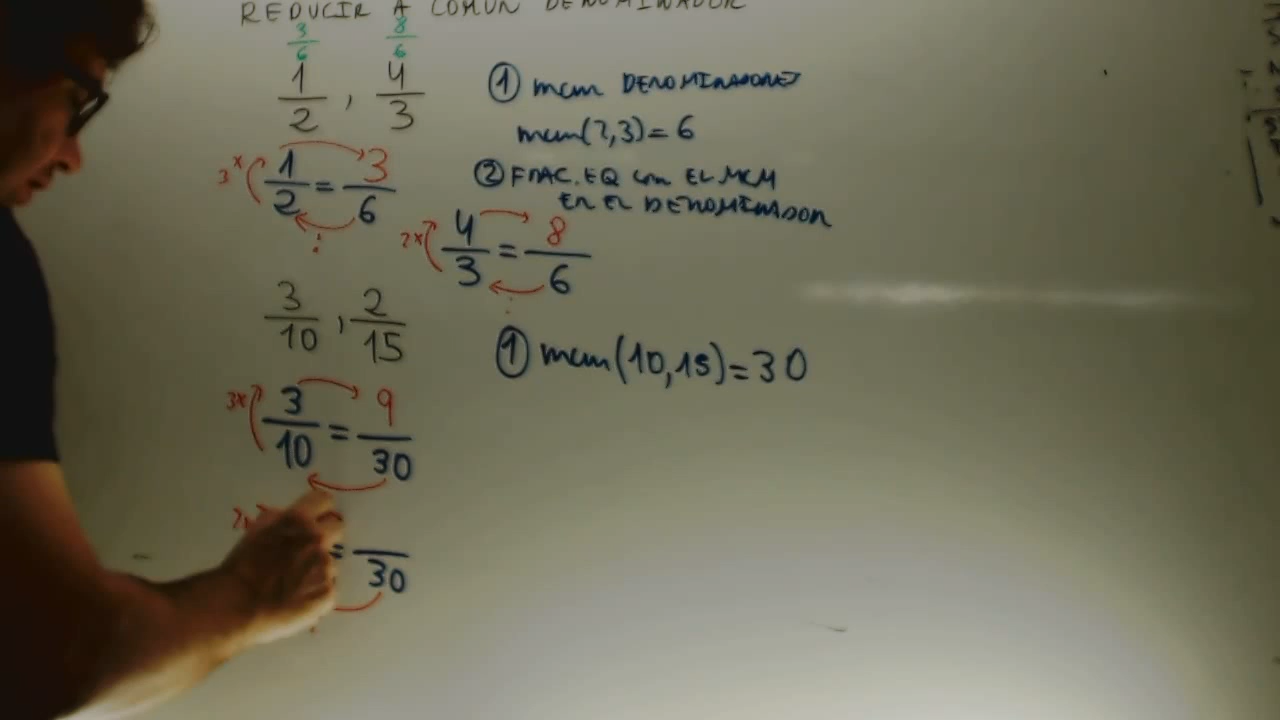 REDUCIR A COMÚN DENOMINADOR
3/6 8/6
1/2 , 4/3
① mcm DENOMINADORES
mcm(2,3)=6
② FRAC. EQ con EL MCM
EN EL DENOMINADOR
3x 1/2 = 3/6
:
2x 4/3 = 8/6
:
3/10 , 2/15
① mcm(10,15)=30
3x 3/10 = 9/30
2x = /30
: